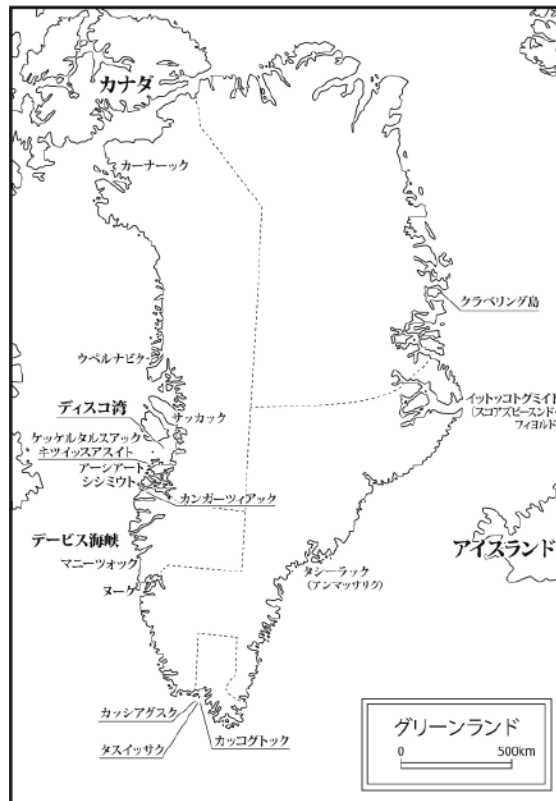 カナダ
カーナーック
クラベリング島
ウペルナビク
ディスコ湾
サッカック
イットッコトグミイト
〔スコアズビースンド・
フィヨルド〕
ケッケルタルスアック
キツイッスアスイト
アーシアート
シシミウト
カンガーツィアック
デービス海峡
アイスランド
マニーツォック
タシーラック
(アンマッサリク)
ヌーク
カッシアグスク
タスイッサク
カッコグトック
グリーンランド
0 500km